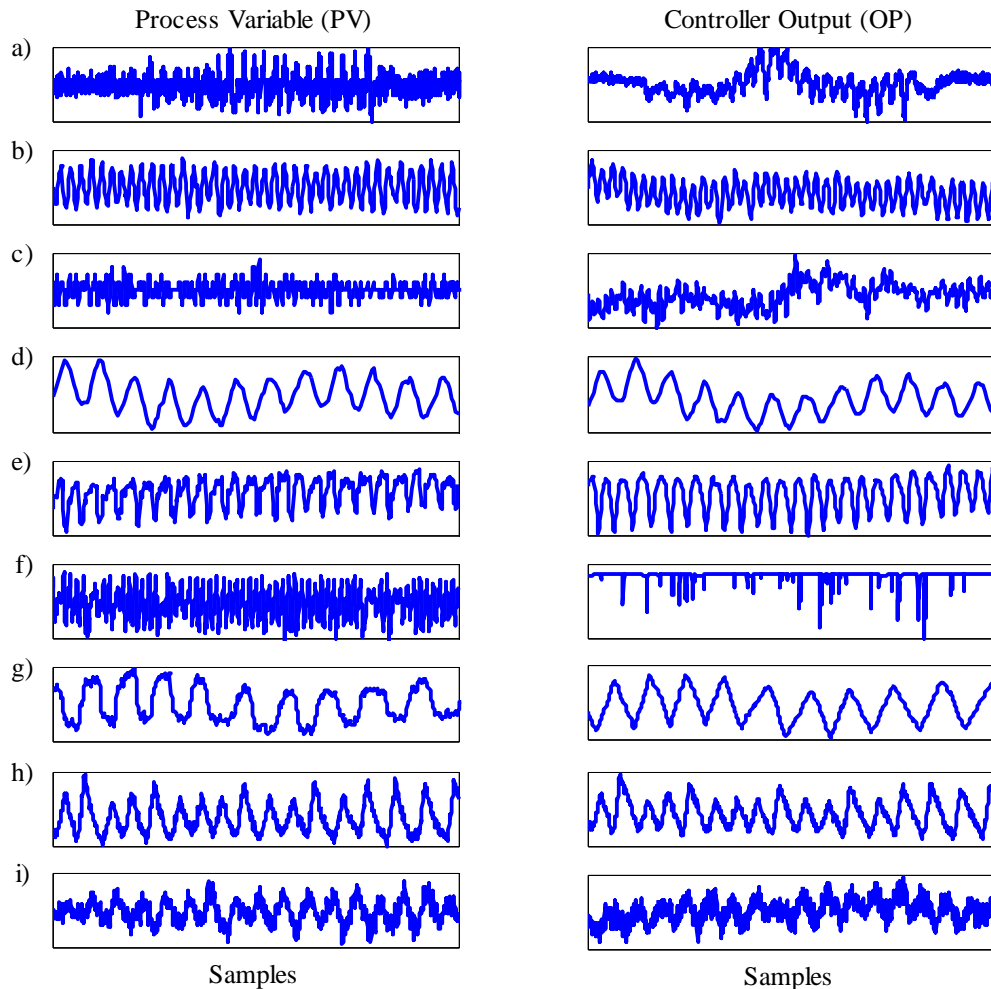 Process Variable (PV) Controller Output (OP)
a)
b)
c)
d)
e)
f)
g)
h)
i)
Samples Samples